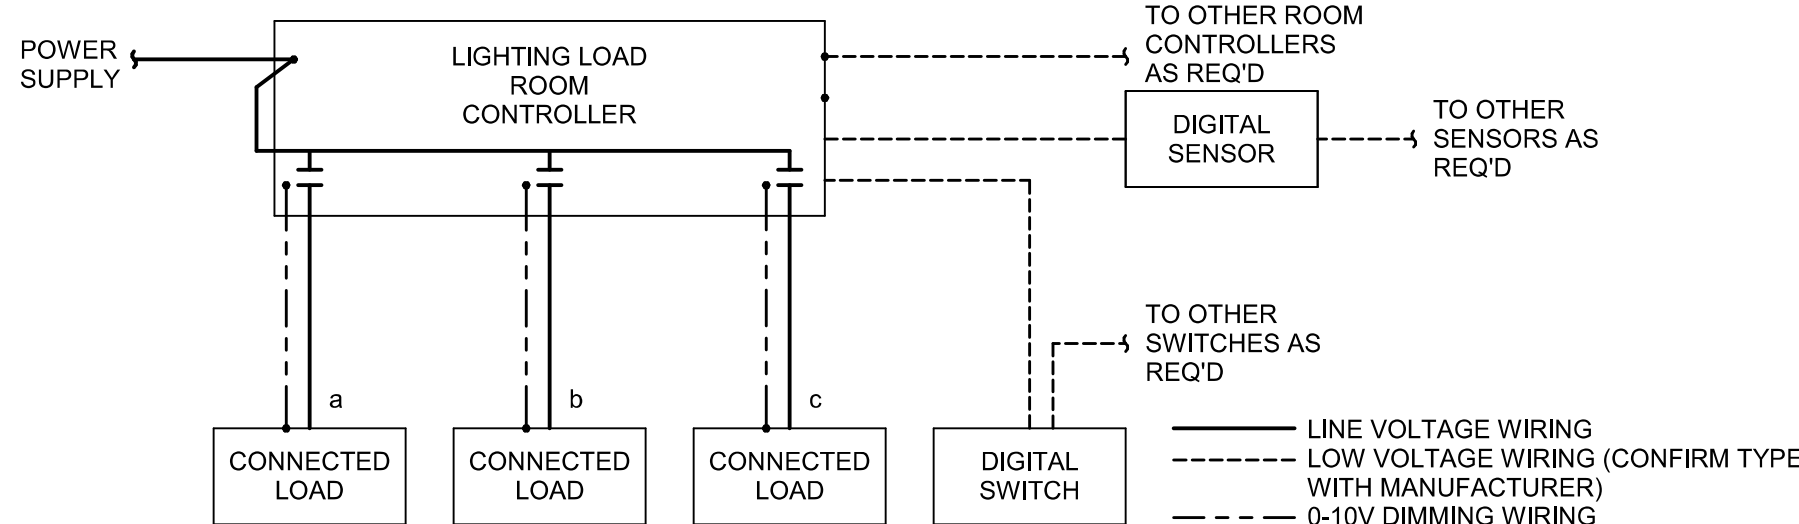 POWER
SUPPLY
LIGHTING LOAD
ROOM
CONTROLLER
TO OTHER ROOM
CONTROLLERS
AS REQ'D
DIGITAL
SENSOR
TO OTHER
SENSORS AS
REQ'D
TO OTHER
SWITCHES AS
REQ'D
a
b
c
CONNECTED
LOAD
CONNECTED
LOAD
CONNECTED
LOAD
DIGITAL
SWITCH
LINE VOLTAGE WIRING
LOW VOLTAGE WIRING (CONFIRM TYPE
WITH MANUFACTURER)
0-10V DIMMING WIRING